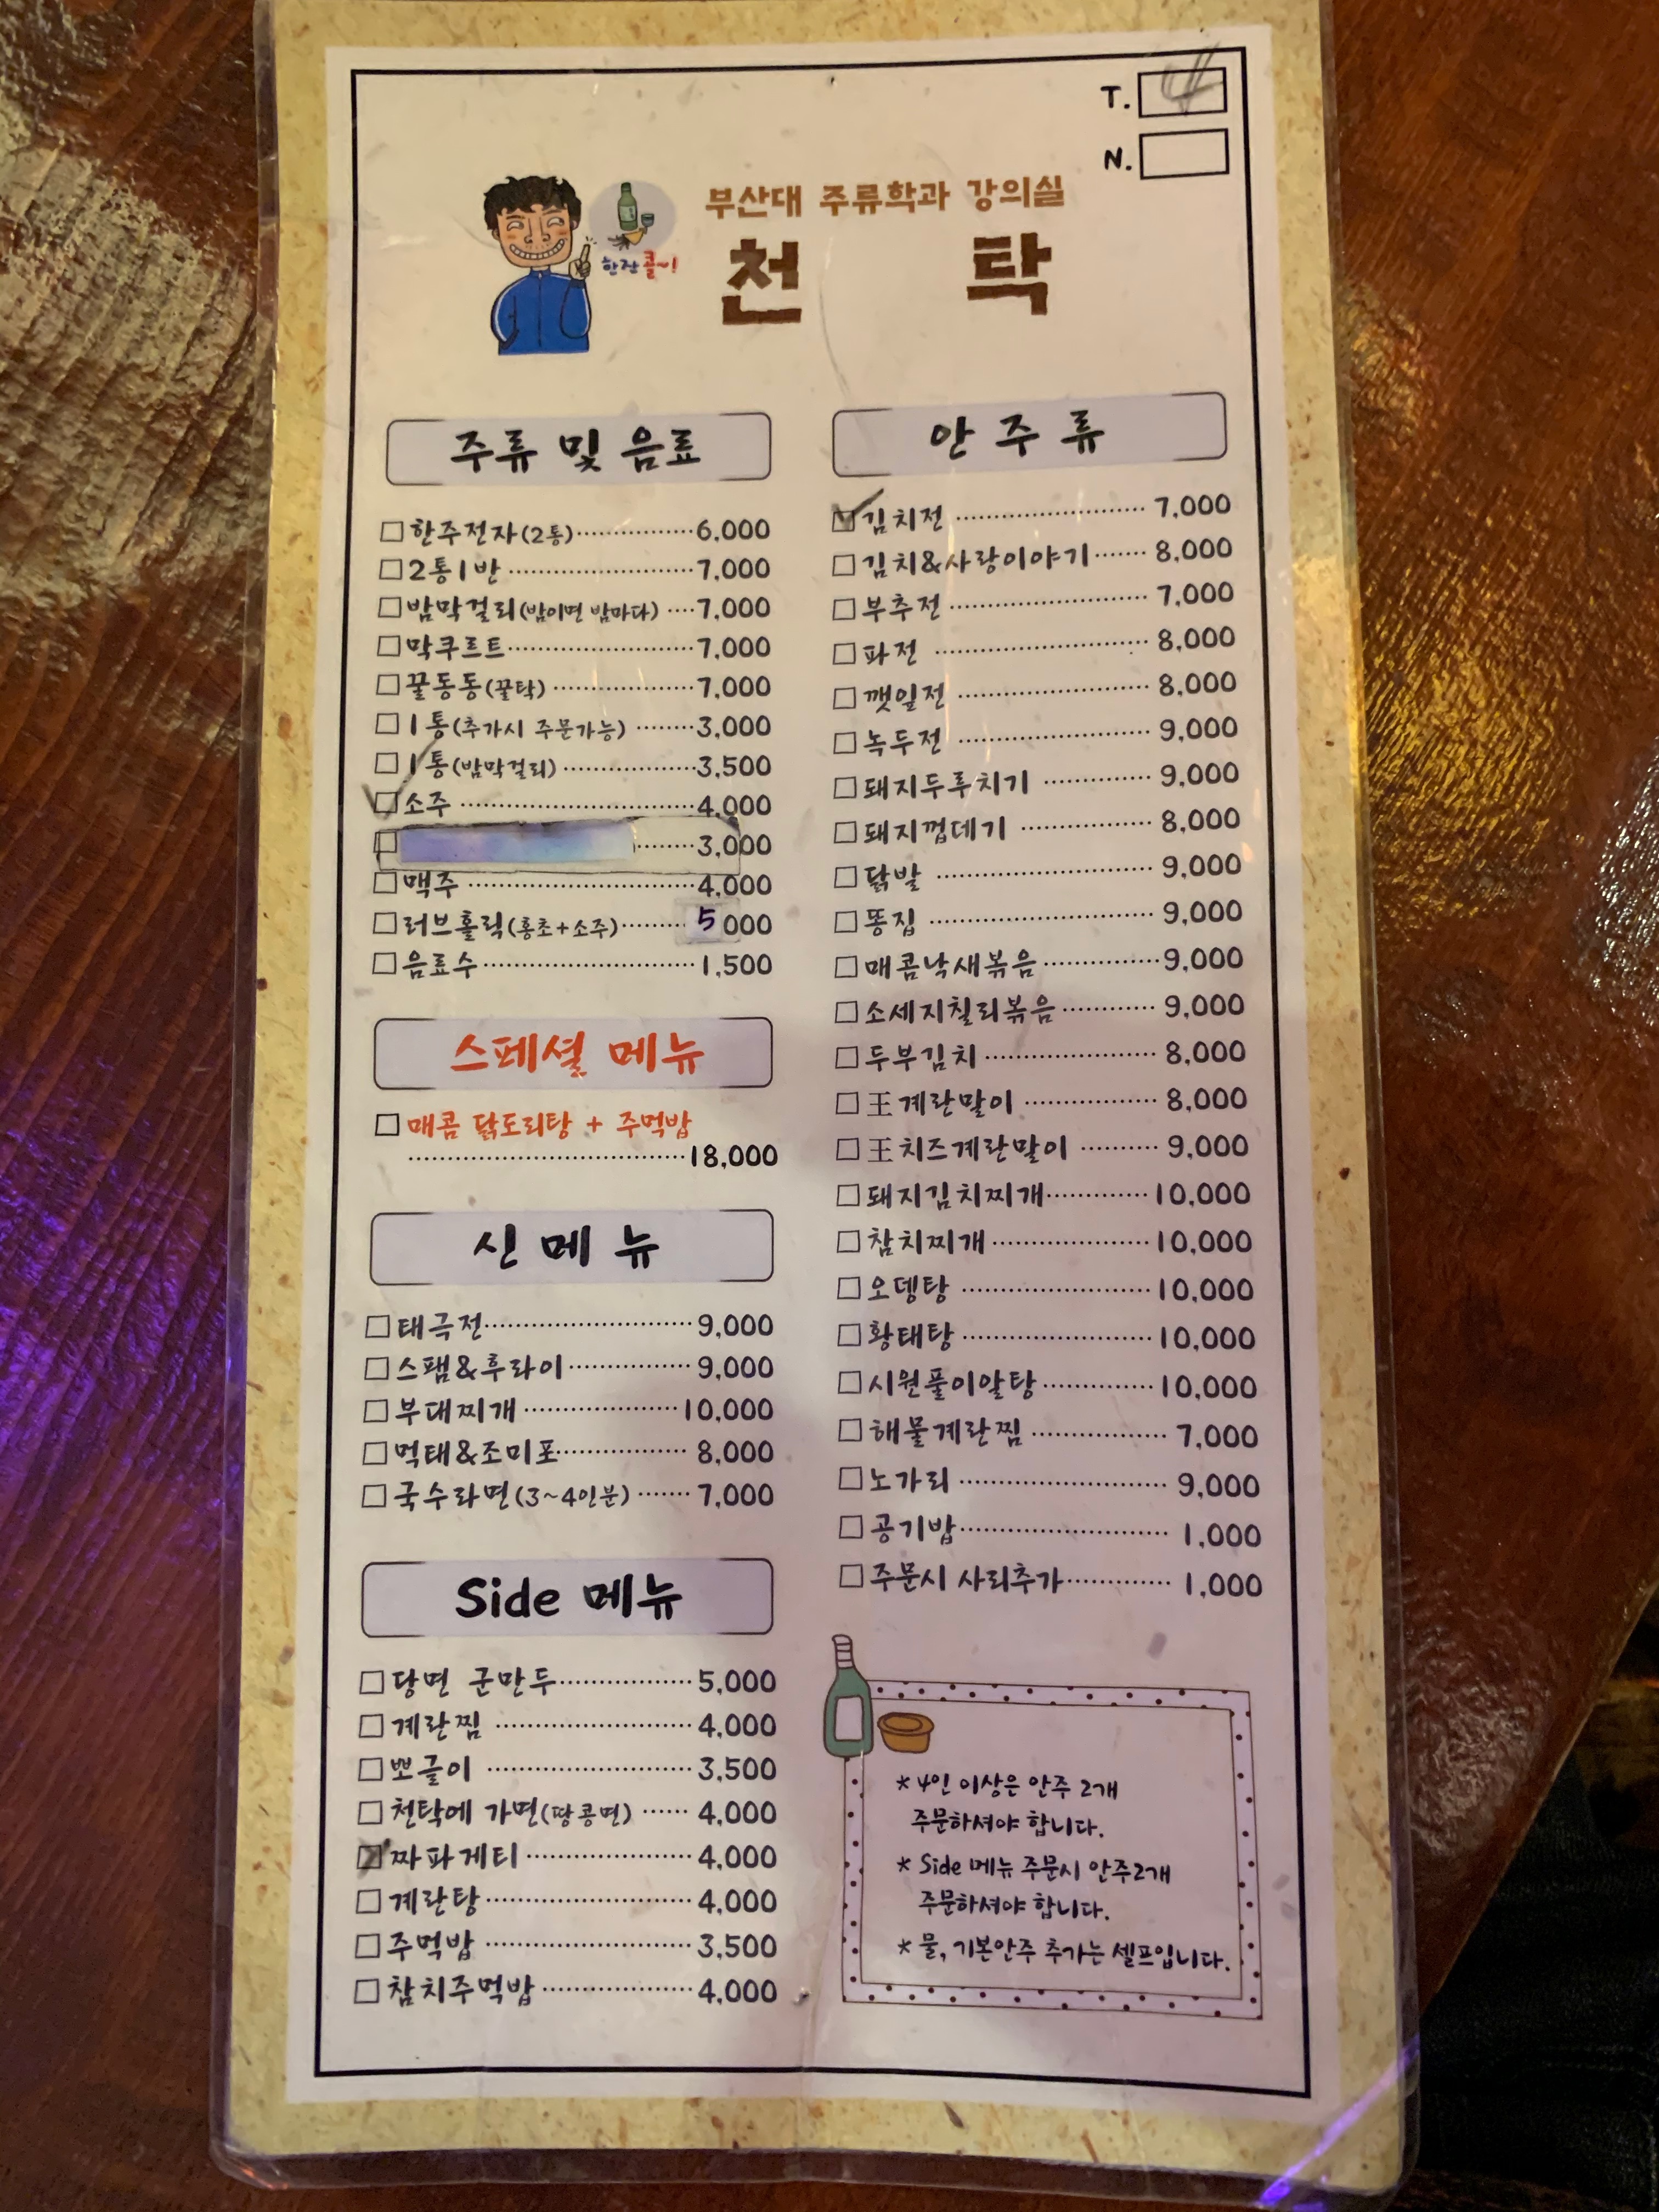 T. 4
N.
부산대 주류학과 강의실
한잔 콜~!
천 탁
주류 및 음료
한주전자(2통) 6,000
2통1반 7,000
밤막걸리(밤이면 밤마다) 7,000
막쿠르트 7,000
꿀동동(꿀탁) 7,000
1통(추가시 주문가능) 3,000
1통(밤막걸리) 3,500
소주 4,000
3,000
맥주 4,000
러브홀릭(홍초+소주) 5 000
음료수 1,500
스페셜 메뉴
매콤 닭도리탕 + 주먹밥
18,000
신 메 뉴
태극전 9,000
스팸&후라이 9,000
부대찌개 10,000
먹태&조미포 8,000
국수라면(3~4인분) 7,000
Side 메뉴
당면 군만두 5,000
계란찜 4,000
뽀글이 3,500
천탁에 가면(땅콩면) 4,000
짜파게티 4,000
계란탕 4,000
주먹밥 3,500
참치주먹밥 4,000
안 주 류
김치전 7,000
김치&사랑이야기 8,000
부추전 7,000
파전 8,000
깻잎전 8,000
녹두전 9,000
돼지두루치기 9,000
돼지껍데기 8,000
닭발 9,000
똥집 9,000
매콤낙새볶음 9,000
소세지칠리볶음 9,000
두부김치 8,000
王계란말이 8,000
王치즈계란말이 9,000
돼지김치찌개 10,000
참치찌개 10,000
오뎅탕 10,000
황태탕 10,000
시원풀이알탕 10,000
해물계란찜 7,000
노가리 9,000
공기밥 1,000
주문시 사리추가 1,000
* 4인 이상은 안주 2개
주문하셔야 합니다.
* Side 메뉴 주문시 안주2개
주문하셔야 합니다.
* 물, 기본안주 추가는 셀프입니다.